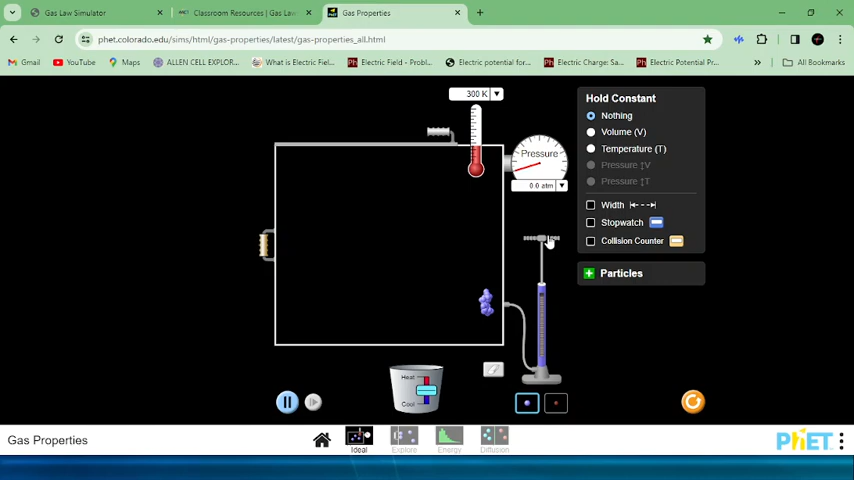 Gas Law Simulator
Classroom Resources | Gas Law
Gas Properties
phet.colorado.edu/sims/html/gas-properties/latest/gas-properties_all.html
Gmail YouTube Maps ALLEN CELL EXPLOR... What is Electric Fiel... Electric Field - Probl... Electric potential for... Electric Charge: Sa... Electric Potential Pr... » All Bookmarks
300 K
Hold Constant
Nothing
Volume (V)
Temperature (T)
Pressure ↕V
Pressure ↕T
Pressure
0.0 atm
Width
Stopwatch
Collision Counter
Particles
Heat
Cool
Gas Properties
Ideal
Explore
Energy
Diffusion
PhET